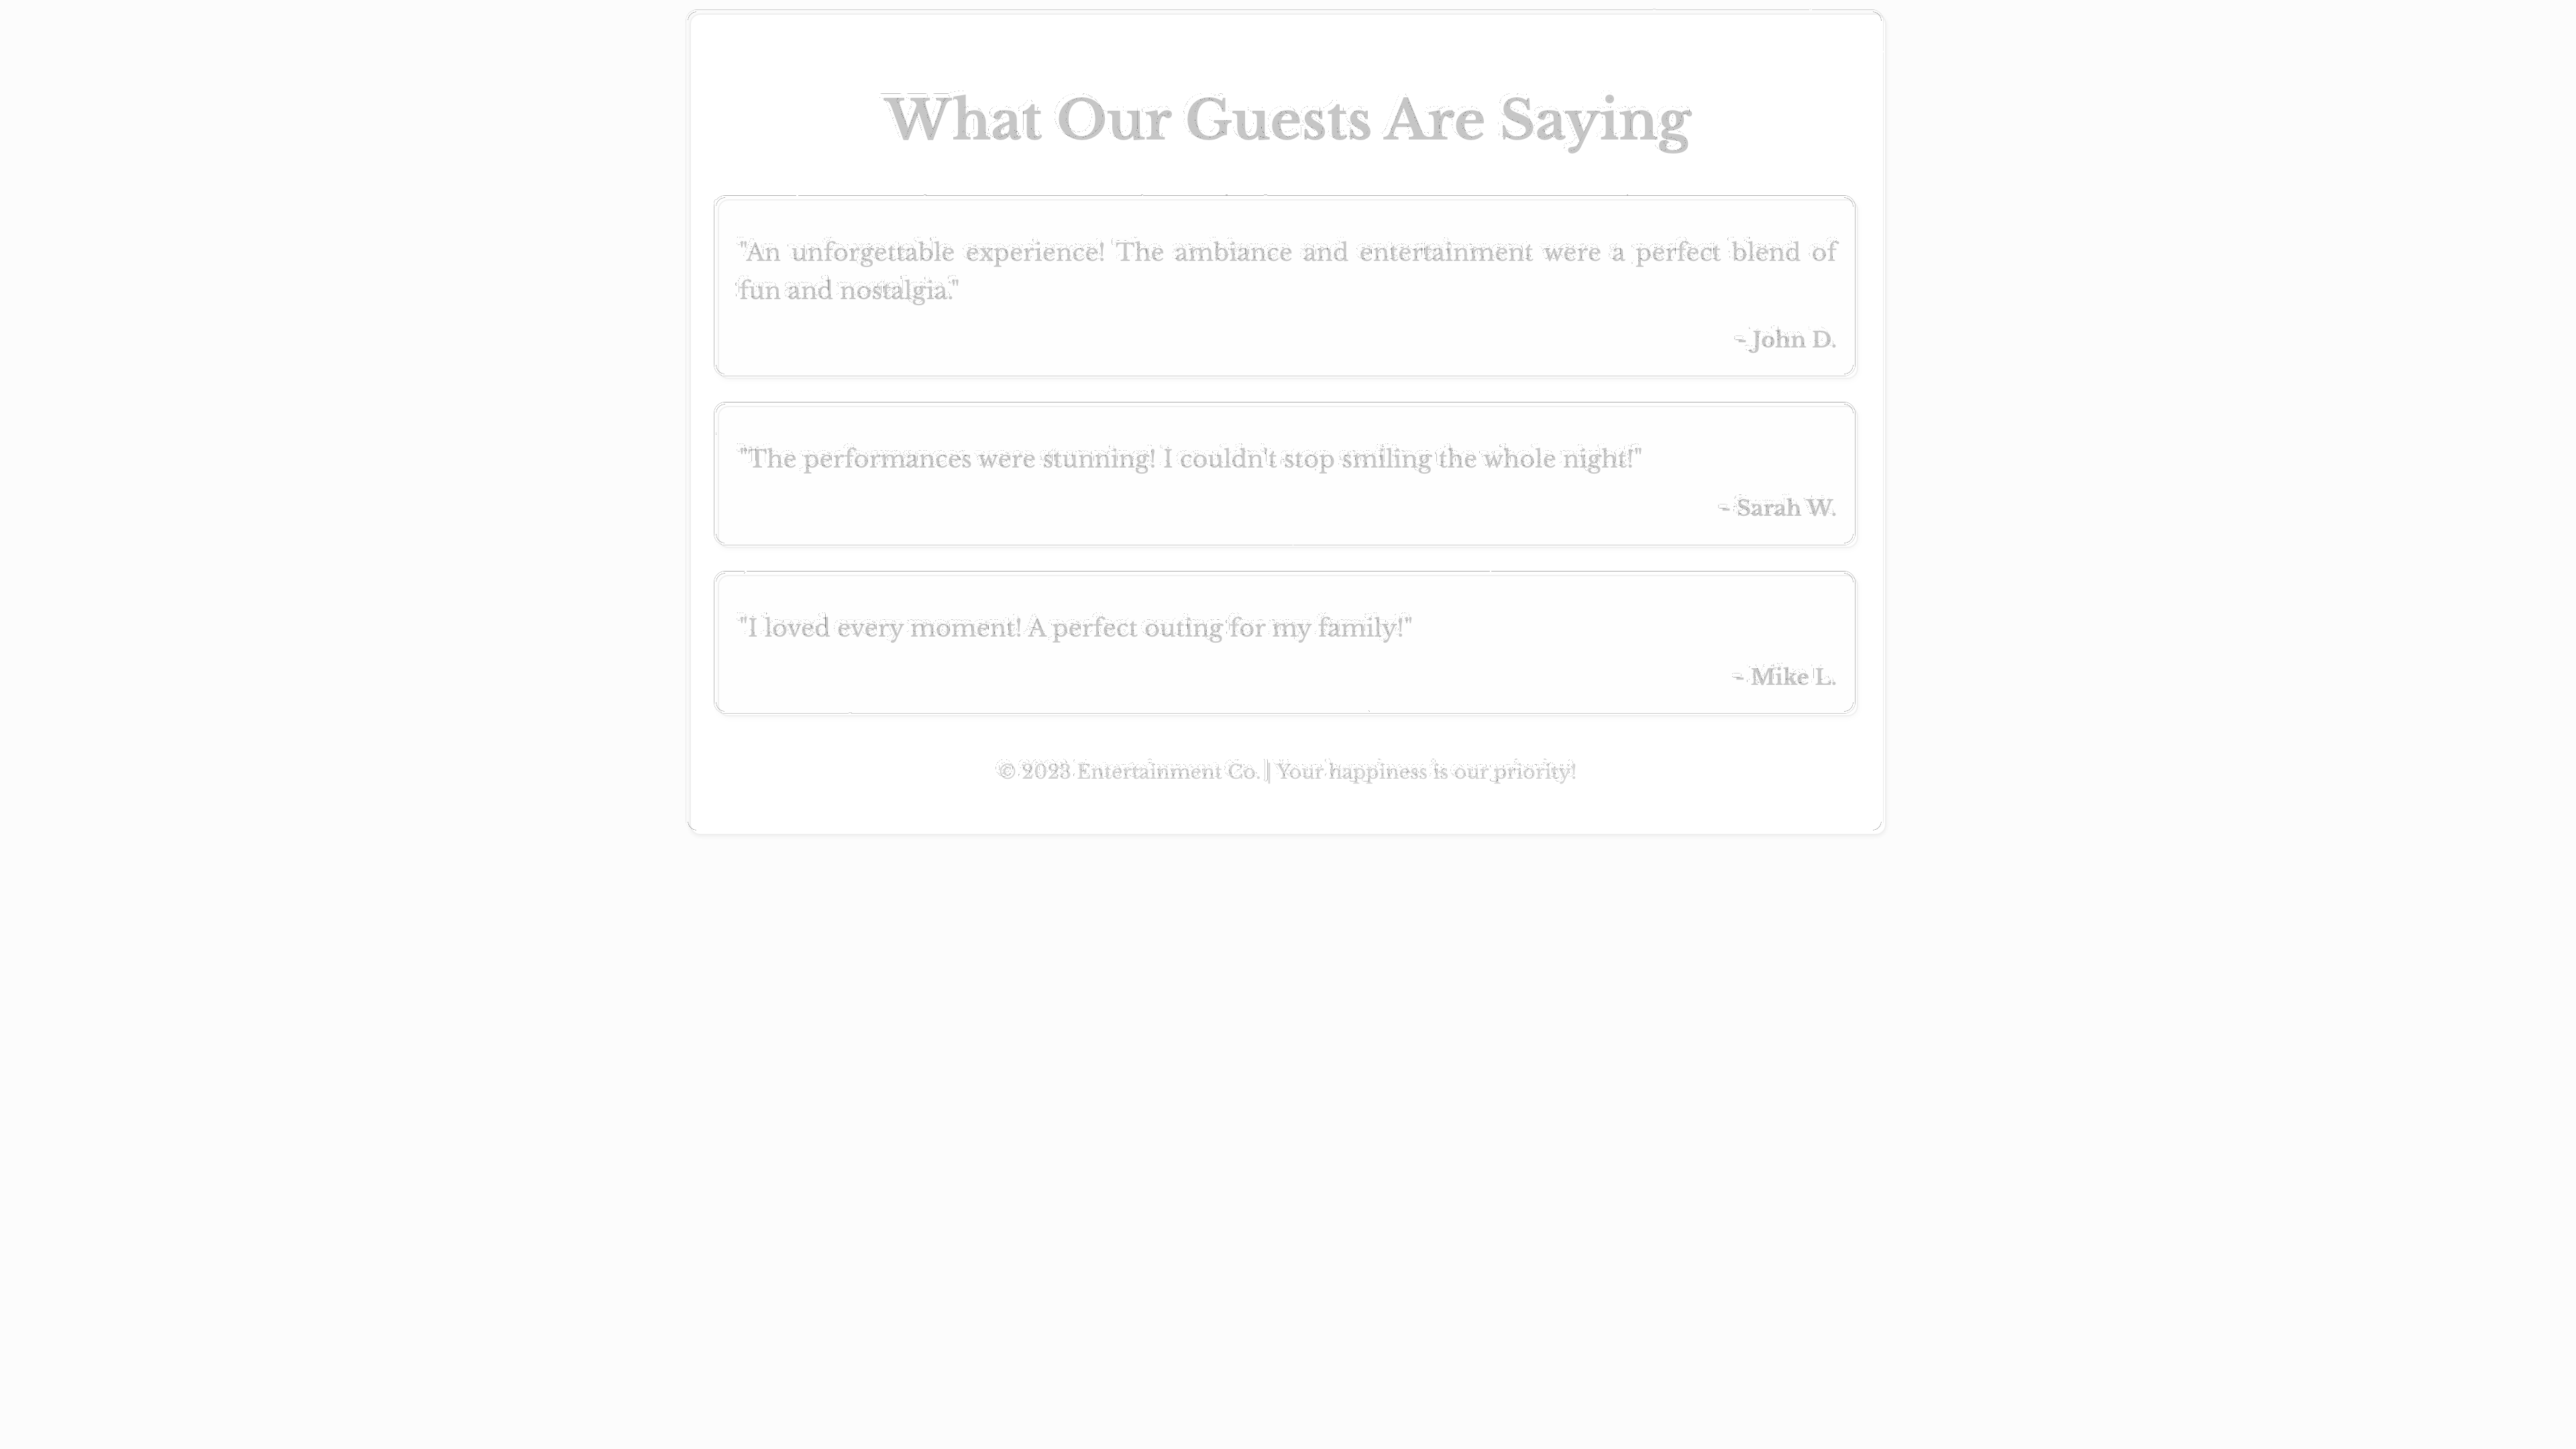 What Our Guests Are Saying
"An unforgettable experience! The ambiance and entertainment were a perfect blend of
fun and nostalgia."
- John D.
"The performances were stunning! I couldn't stop smiling the whole night!"
- Sarah W.
"I loved every moment! A perfect outing for my family!"
- Mike L.
© 2023 Entertainment Co. | Your happiness is our priority!